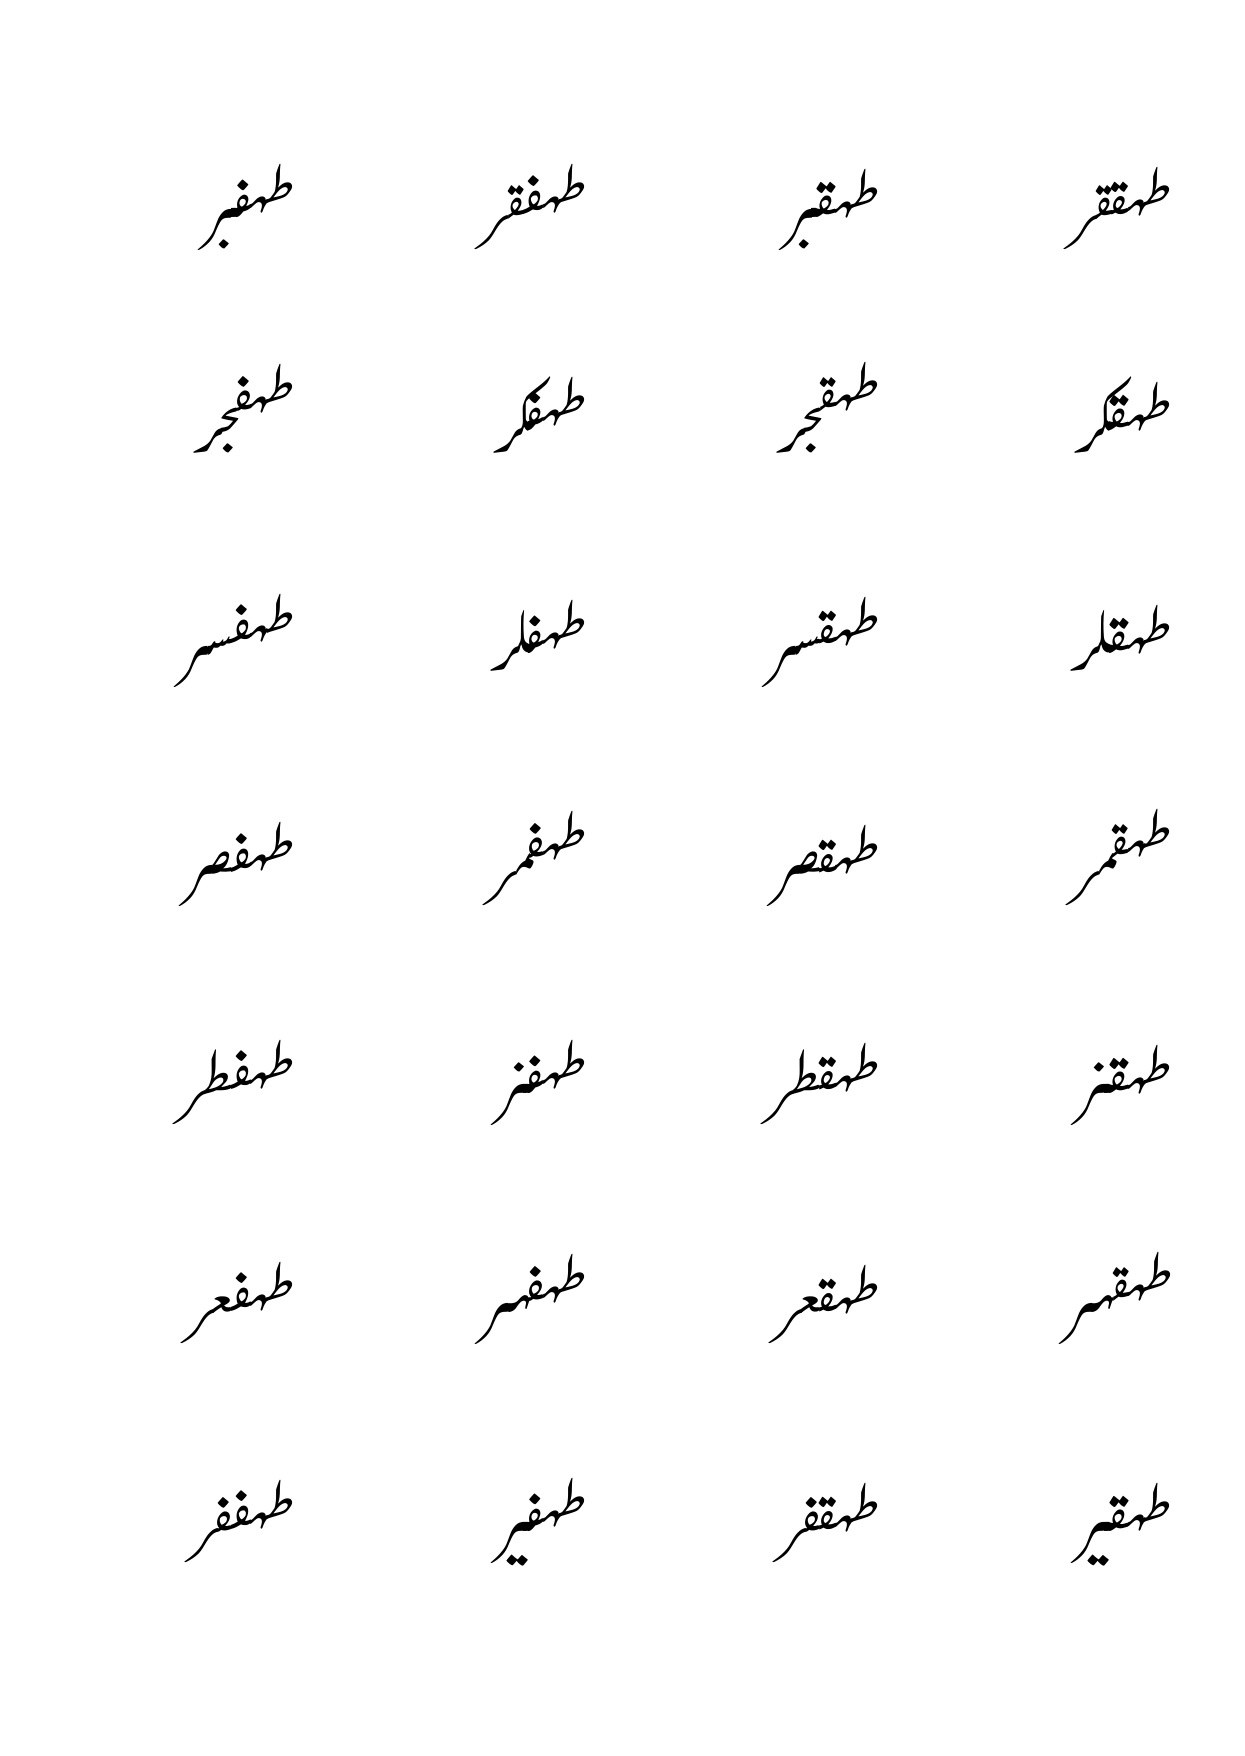 طهققر طهقبر طهفقر طهفبر
طهقكر طهقجر طهفكر طهفجر
طهقلر طهقسر طهفلر طهفسر
طهقمر طهقصر طهفمر طهفصر
طهقنر طهقطر طهفنر طهفطر
طهقهر طهقعر طهفهر طهفعر
طهقير طهقفر طهفير طهففر